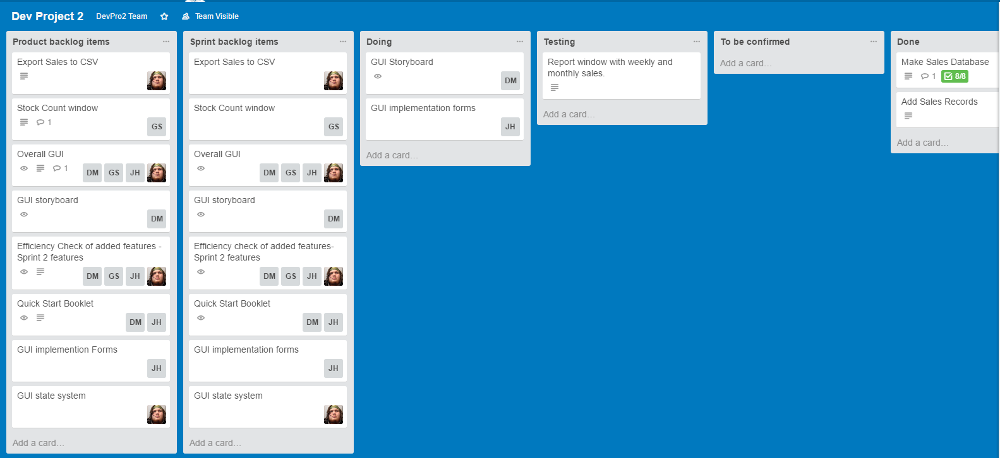 Dev Project 2 DevPro2 Team Team Visible
Product backlog items
Export Sales to CSV
Stock Count window
1
GS
Overall GUI
1 DM GS JH
GUI storyboard
DM
Efficiency Check of added features -
Sprint 2 features
DM GS JH
Quick Start Booklet
DM JH
GUI implemention Forms
JH
GUI state system
Add a card...
Sprint backlog items
Export Sales to CSV
Stock Count window
GS
Overall GUI
DM GS JH
GUI storyboard
DM
Efficiency check of added features-
Sprint 2 features
DM GS JH
Quick Start Booklet
DM JH
GUI implementation forms
JH
GUI state system
Add a card...
Doing
GUI Storyboard
DM
GUI implementation forms
JH
Add a card...
Testing
Report window with weekly and
monthly sales.
Add a card...
To be confirmed
Add a card...
Done
Make Sales Database
1 8/8
Add Sales Records
Add a card...